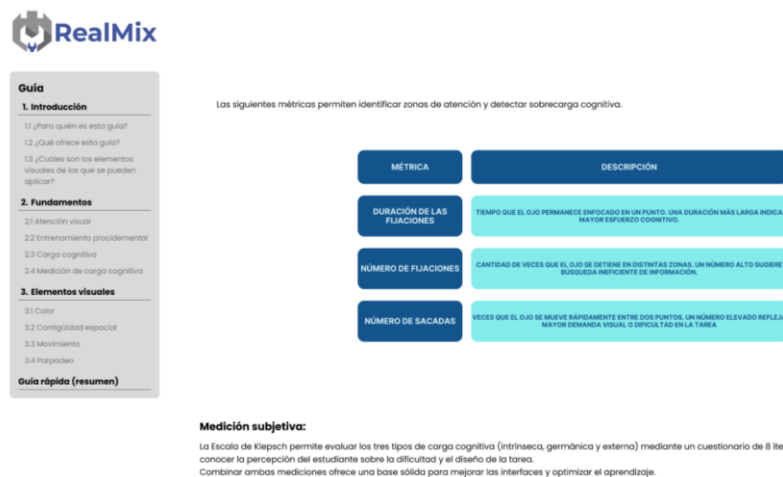 RealMix
Guía
1. Introducción
1.1 ¿Para quién es esta guía?
1.2 ¿Qué ofrece esta guía?
1.3 ¿Cuáles son los elementos
visuales de los que se pueden
aplicar?
2. Fundamentos
2.1 Atención visual
2.2 Entrenamiento procidemental
2.3 Carga cognitiva
2.4 Medición de carga cognitiva
3. Elementos visuales
3.1 Color
3.2 Contigüidad espacial
3.3 Movimiento
3.4 Parpadeo
Guía rápida (resumen)
Las siguientes métricas permiten identificar zonas de atención y detectar sobrecarga cognitiva.
MÉTRICA
DESCRIPCIÓN
DURACIÓN DE LAS
FIJACIONES
TIEMPO QUE EL OJO PERMANECE ENFOCADO EN UN PUNTO. UNA DURACIÓN MÁS LARGA INDICA
MAYOR ESFUERZO COGNITIVO.
NÚMERO DE FIJACIONES
CANTIDAD DE VECES QUE EL OJO SE DETIENE EN DISTINTAS ZONAS. UN NÚMERO ALTO SUGIERE
BÚSQUEDA INEFICIENTE DE INFORMACIÓN.
NÚMERO DE SACADAS
VECES QUE EL OJO SE MUEVE RÁPIDAMENTE ENTRE DOS PUNTOS. UN NÚMERO ELEVADO REFLEJA
MAYOR DEMANDA VISUAL O DIFICULTAD EN LA TAREA
Medición subjetiva:
La Escala de Klepsch permite evaluar los tres tipos de carga cognitiva (intrínseca, germánica y externa) mediante un cuestionario de 8 íte
conocer la percepción del estudiante sobre la dificultad y el diseño de la tarea.
Combinar ambas mediciones ofrece una base sólida para mejorar las interfaces y optimizar el aprendizaje.